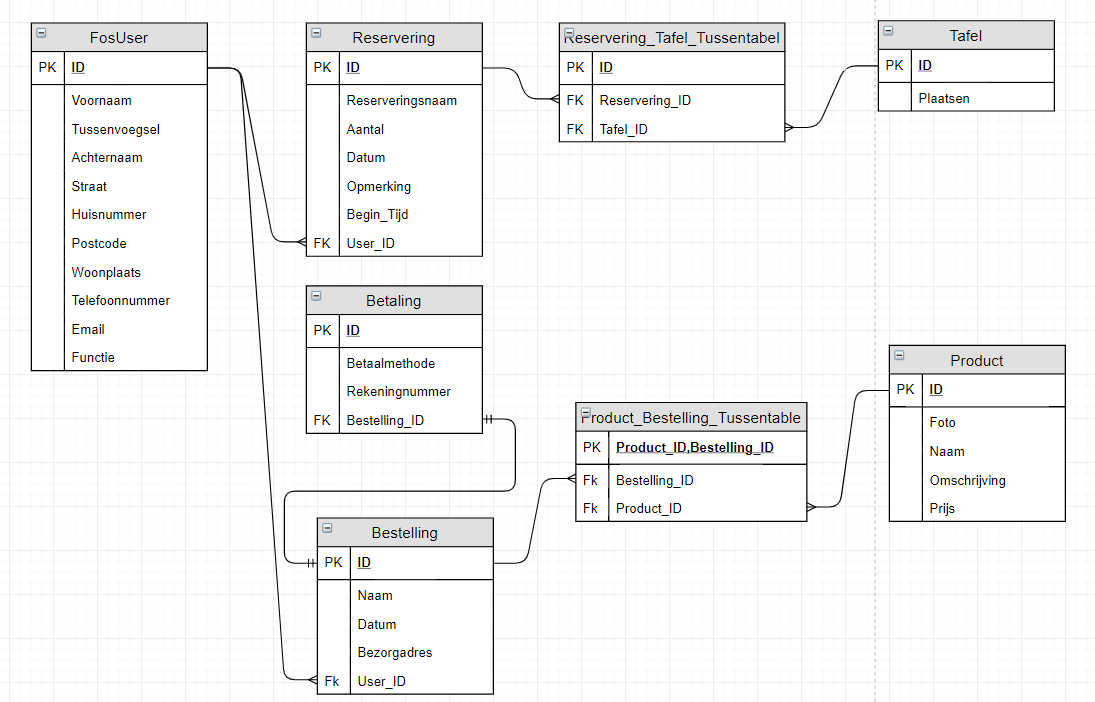 FosUser
PK ID
Voornaam
Tussenvoegsel
Achternaam
Straat
Huisnummer
Postcode
Woonplaats
Telefoonnummer
Email
Functie
Reservering
PK ID
Reserveringsnaam
Aantal
Datum
Opmerking
Begin_Tijd
FK User_ID
Reservering_Tafel_Tussentabel
PK ID
FK Reservering_ID
FK Tafel_ID
Tafel
PK ID
Plaatsen
Betaling
PK ID
Betaalmethode
Rekeningnummer
FK Bestelling_ID
Product_Bestelling_Tussentable
PK Product_ID,Bestelling_ID
Fk Bestelling_ID
Fk Product_ID
Product
PK ID
Foto
Naam
Omschrijving
Prijs
Bestelling
PK ID
Naam
Datum
Bezorgadres
Fk User_ID